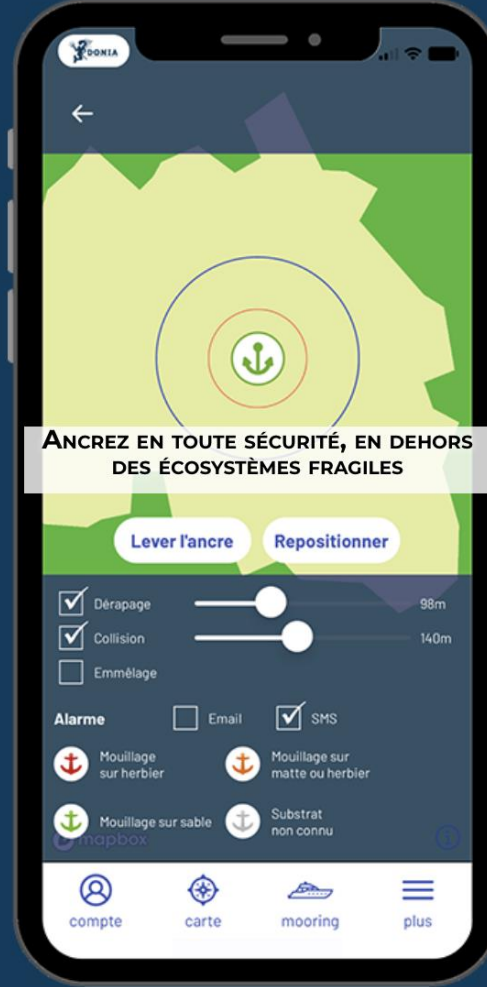 DONIA
ANCREZ EN TOUTE SÉCURITÉ, EN DEHORS
DES ÉCOSYSTÈMES FRAGILES
Lever l'ancre Repositionner
Dérapage 98m
Collision 140m
Emmêlage
Alarme Email SMS
Mouillage
sur herbier
Mouillage sur
matte ou herbier
Mouillage sur sable
Substrat
non connu
mapbox
compte carte mooring plus